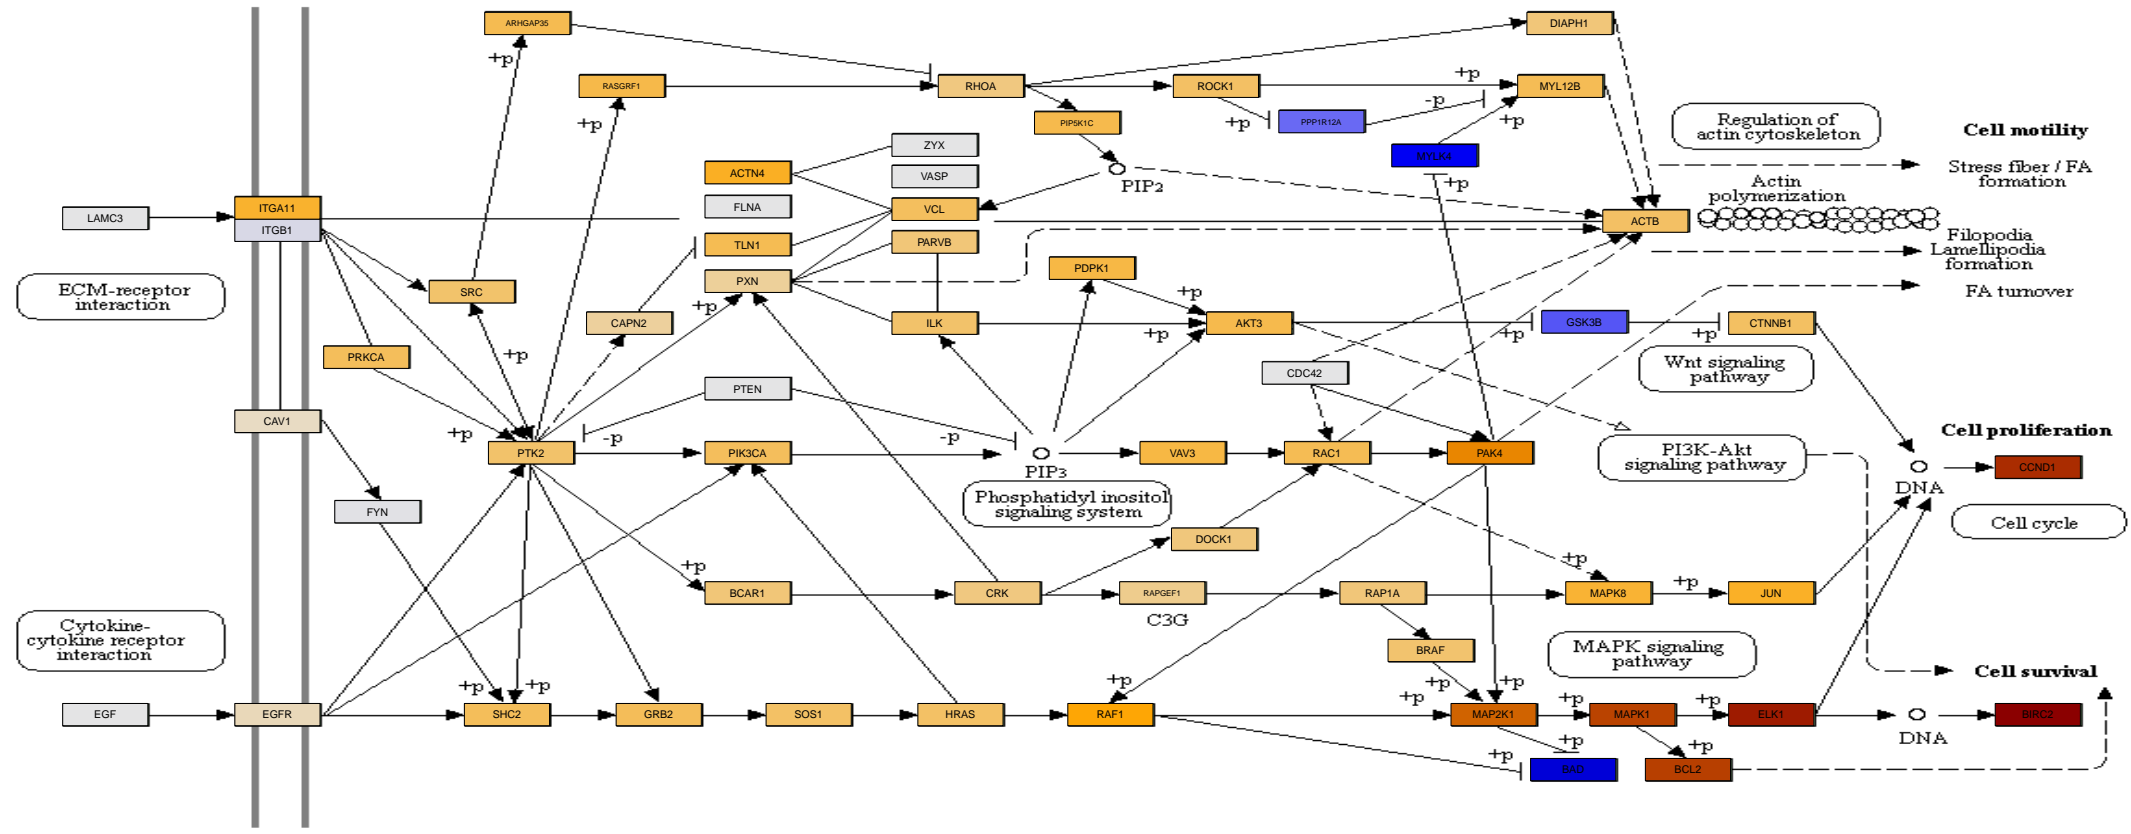 ARHGAP35
DIAPH1
+p
RASGRF1
RHOA
ROCK1
+p
MYL12B
+p
PIP5K1C
+p
PPP1R12A
-p
Regulation of
actin cytoskeleton
Cell motility
ZYX
MYLK4
ACTN4
VASP
PIP2
+p
Stress fiber / FA
formation
Actin
polymerization
LAMC3
ITGA11
ITGB1
FLNA
VCL
ACTB
TLN1
PARVB
Filopodia
Lamellipodia
formation
PXN
PDPK1
ECM-receptor
interaction
SRC
+p
+p
FA turnover
CAPN2
ILK
+p
AKT3
GSK3B
+p
+p
CTNNB1
PRKCA
+p
Wnt signaling
pathway
PTEN
CDC42
CAV1
+p
-p
-p
PTK2
PIK3CA
PIP3
VAV3
RAC1
PAK4
PI3K-Akt
signaling pathway
Cell proliferation
CCND1
DNA
Phosphatidyl inositol
signaling system
FYN
Cell cycle
DOCK1
+p
+p
BCAR1
CRK
RAPGEF1
C3G
RAP1A
MAPK8
+p
JUN
Cytokine-
cytokine receptor
interaction
BRAF
MAPK signaling
pathway
Cell survival
+p
+p
+p
+p
+p
+p
+p
EGF
EGFR
SHC2
GRB2
SOS1
HRAS
RAF1
MAP2K1
MAPK1
ELK1
DNA
BIRC2
+p
+p
+p
BAD
BCL2